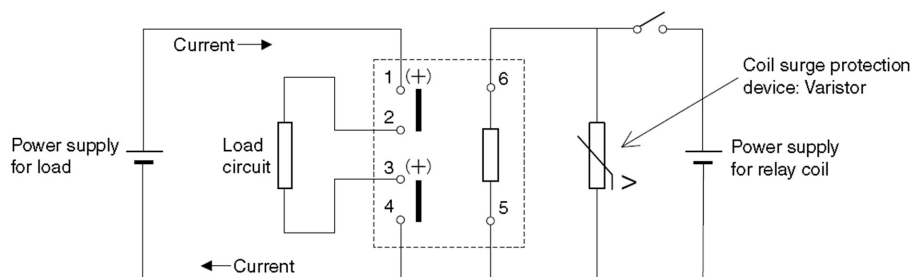 Current
1 (+)
6
Coil surge protection
device: Varistor
2
Power supply
for load
Load
circuit
Power supply
for relay coil
3 (+)
>
4
5
Current